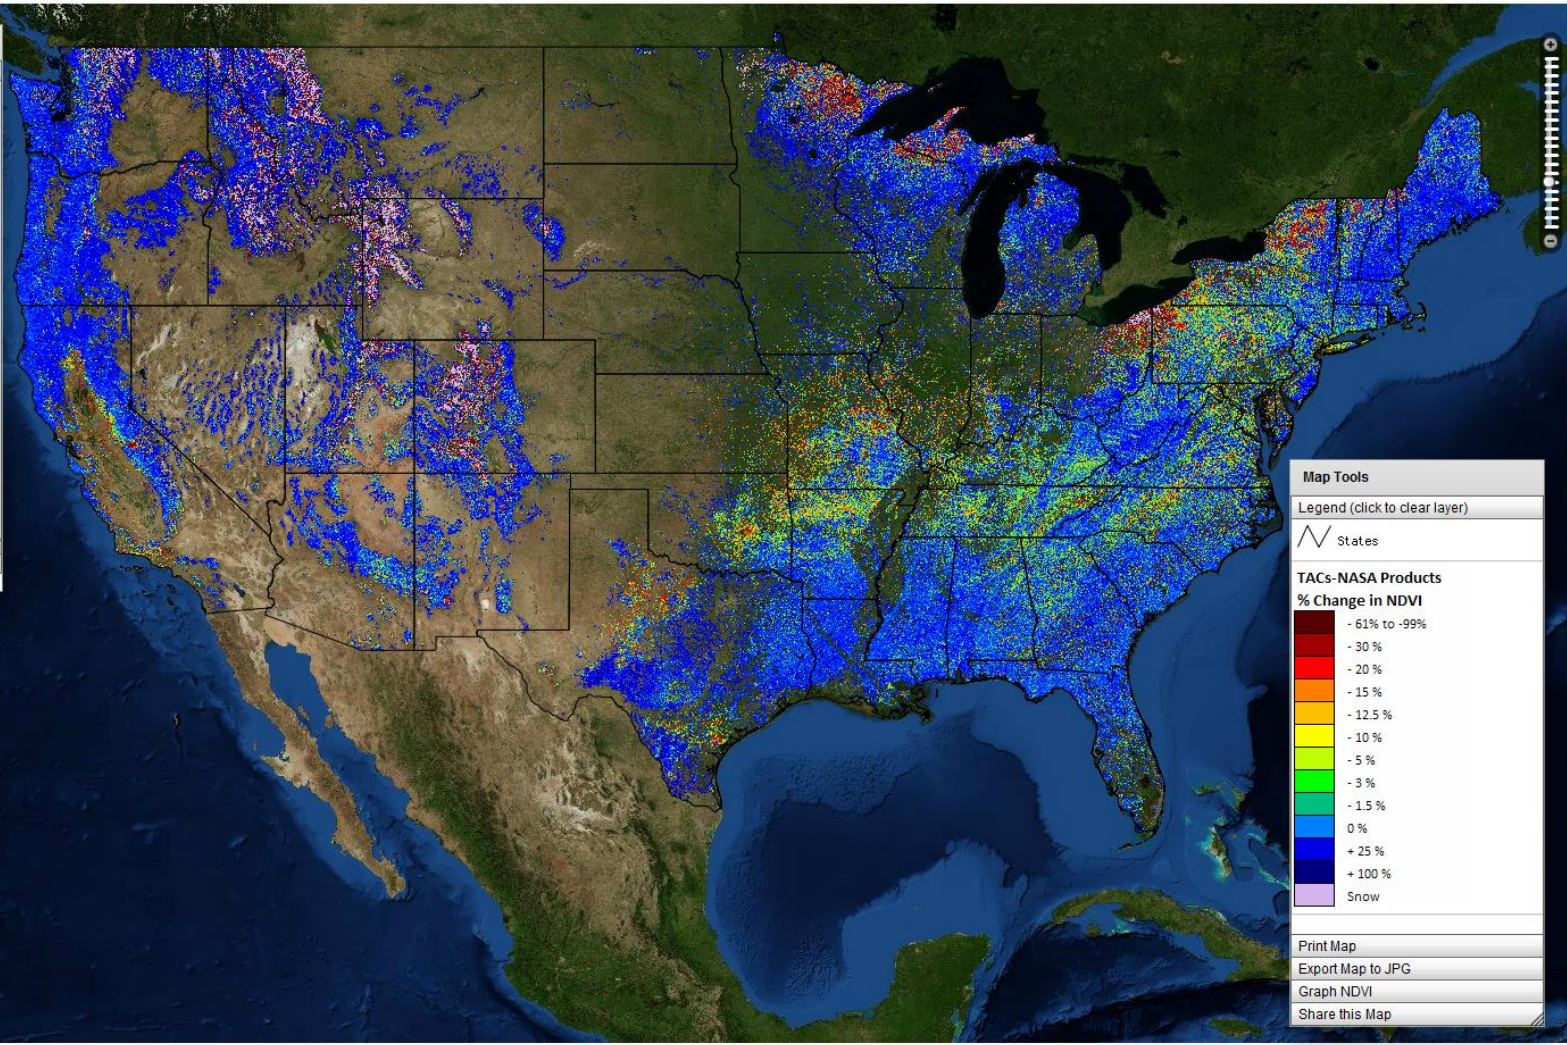 Map Tools
Legend (click to clear layer)
States
TACs-NASA Products
% Change in NDVI
- 61% to -99%
- 30 %
- 20 %
- 15 %
- 12.5 %
- 10 %
- 5 %
- 3 %
- 1.5 %
0 %
+ 25 %
+ 100 %
Snow
Print Map
Export Map to JPG
Graph NDVI
Share this Map